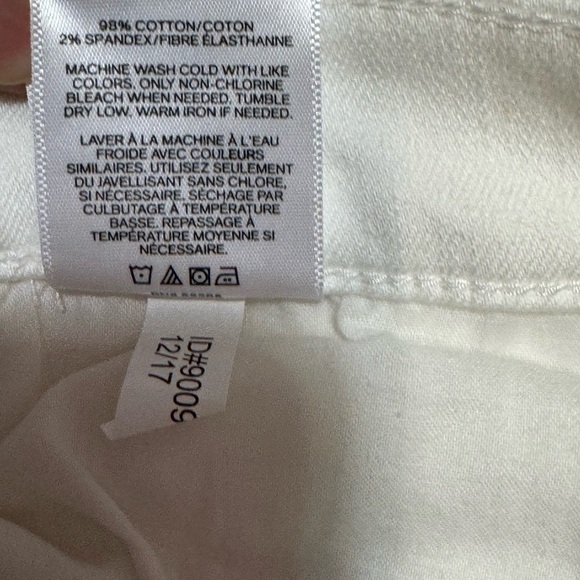 98% COTTON/COTON
2% SPANDEX/FIBRE ÉLASTHANNE
MACHINE WASH COLD WITH LIKE
COLORS. ONLY NON-CHLORINE
BLEACH WHEN NEEDED. TUMBLE
DRY LOW. WARM IRON IF NEEDED.
LAVER À LA MACHINE À L'EAU
FROIDE AVEC COULEURS
SIMILAIRES. UTILISEZ SEULEMENT
DU JAVELLISANT SANS CHLORE,
SI NÉCESSAIRE. SÉCHAGE PAR
CULBUTAGE À TEMPÉRATURE
BASSE. REPASSAGE À
TEMPÉRATURE MOYENNE SI
NÉCESSAIRE.
ID#9009
12/17